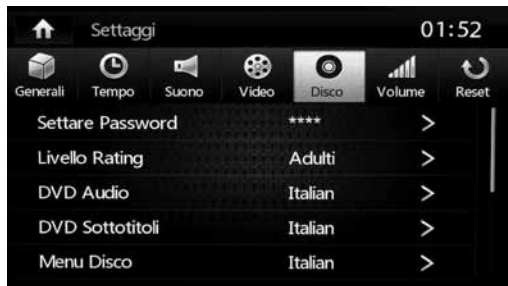 Settaggi 01:52
Generali Tempo Suono Video Disco Volume Reset
Settare Password **** >
Livello Rating Adulti >
DVD Audio Italian >
DVD Sottotitoli Italian >
Menu Disco Italian >